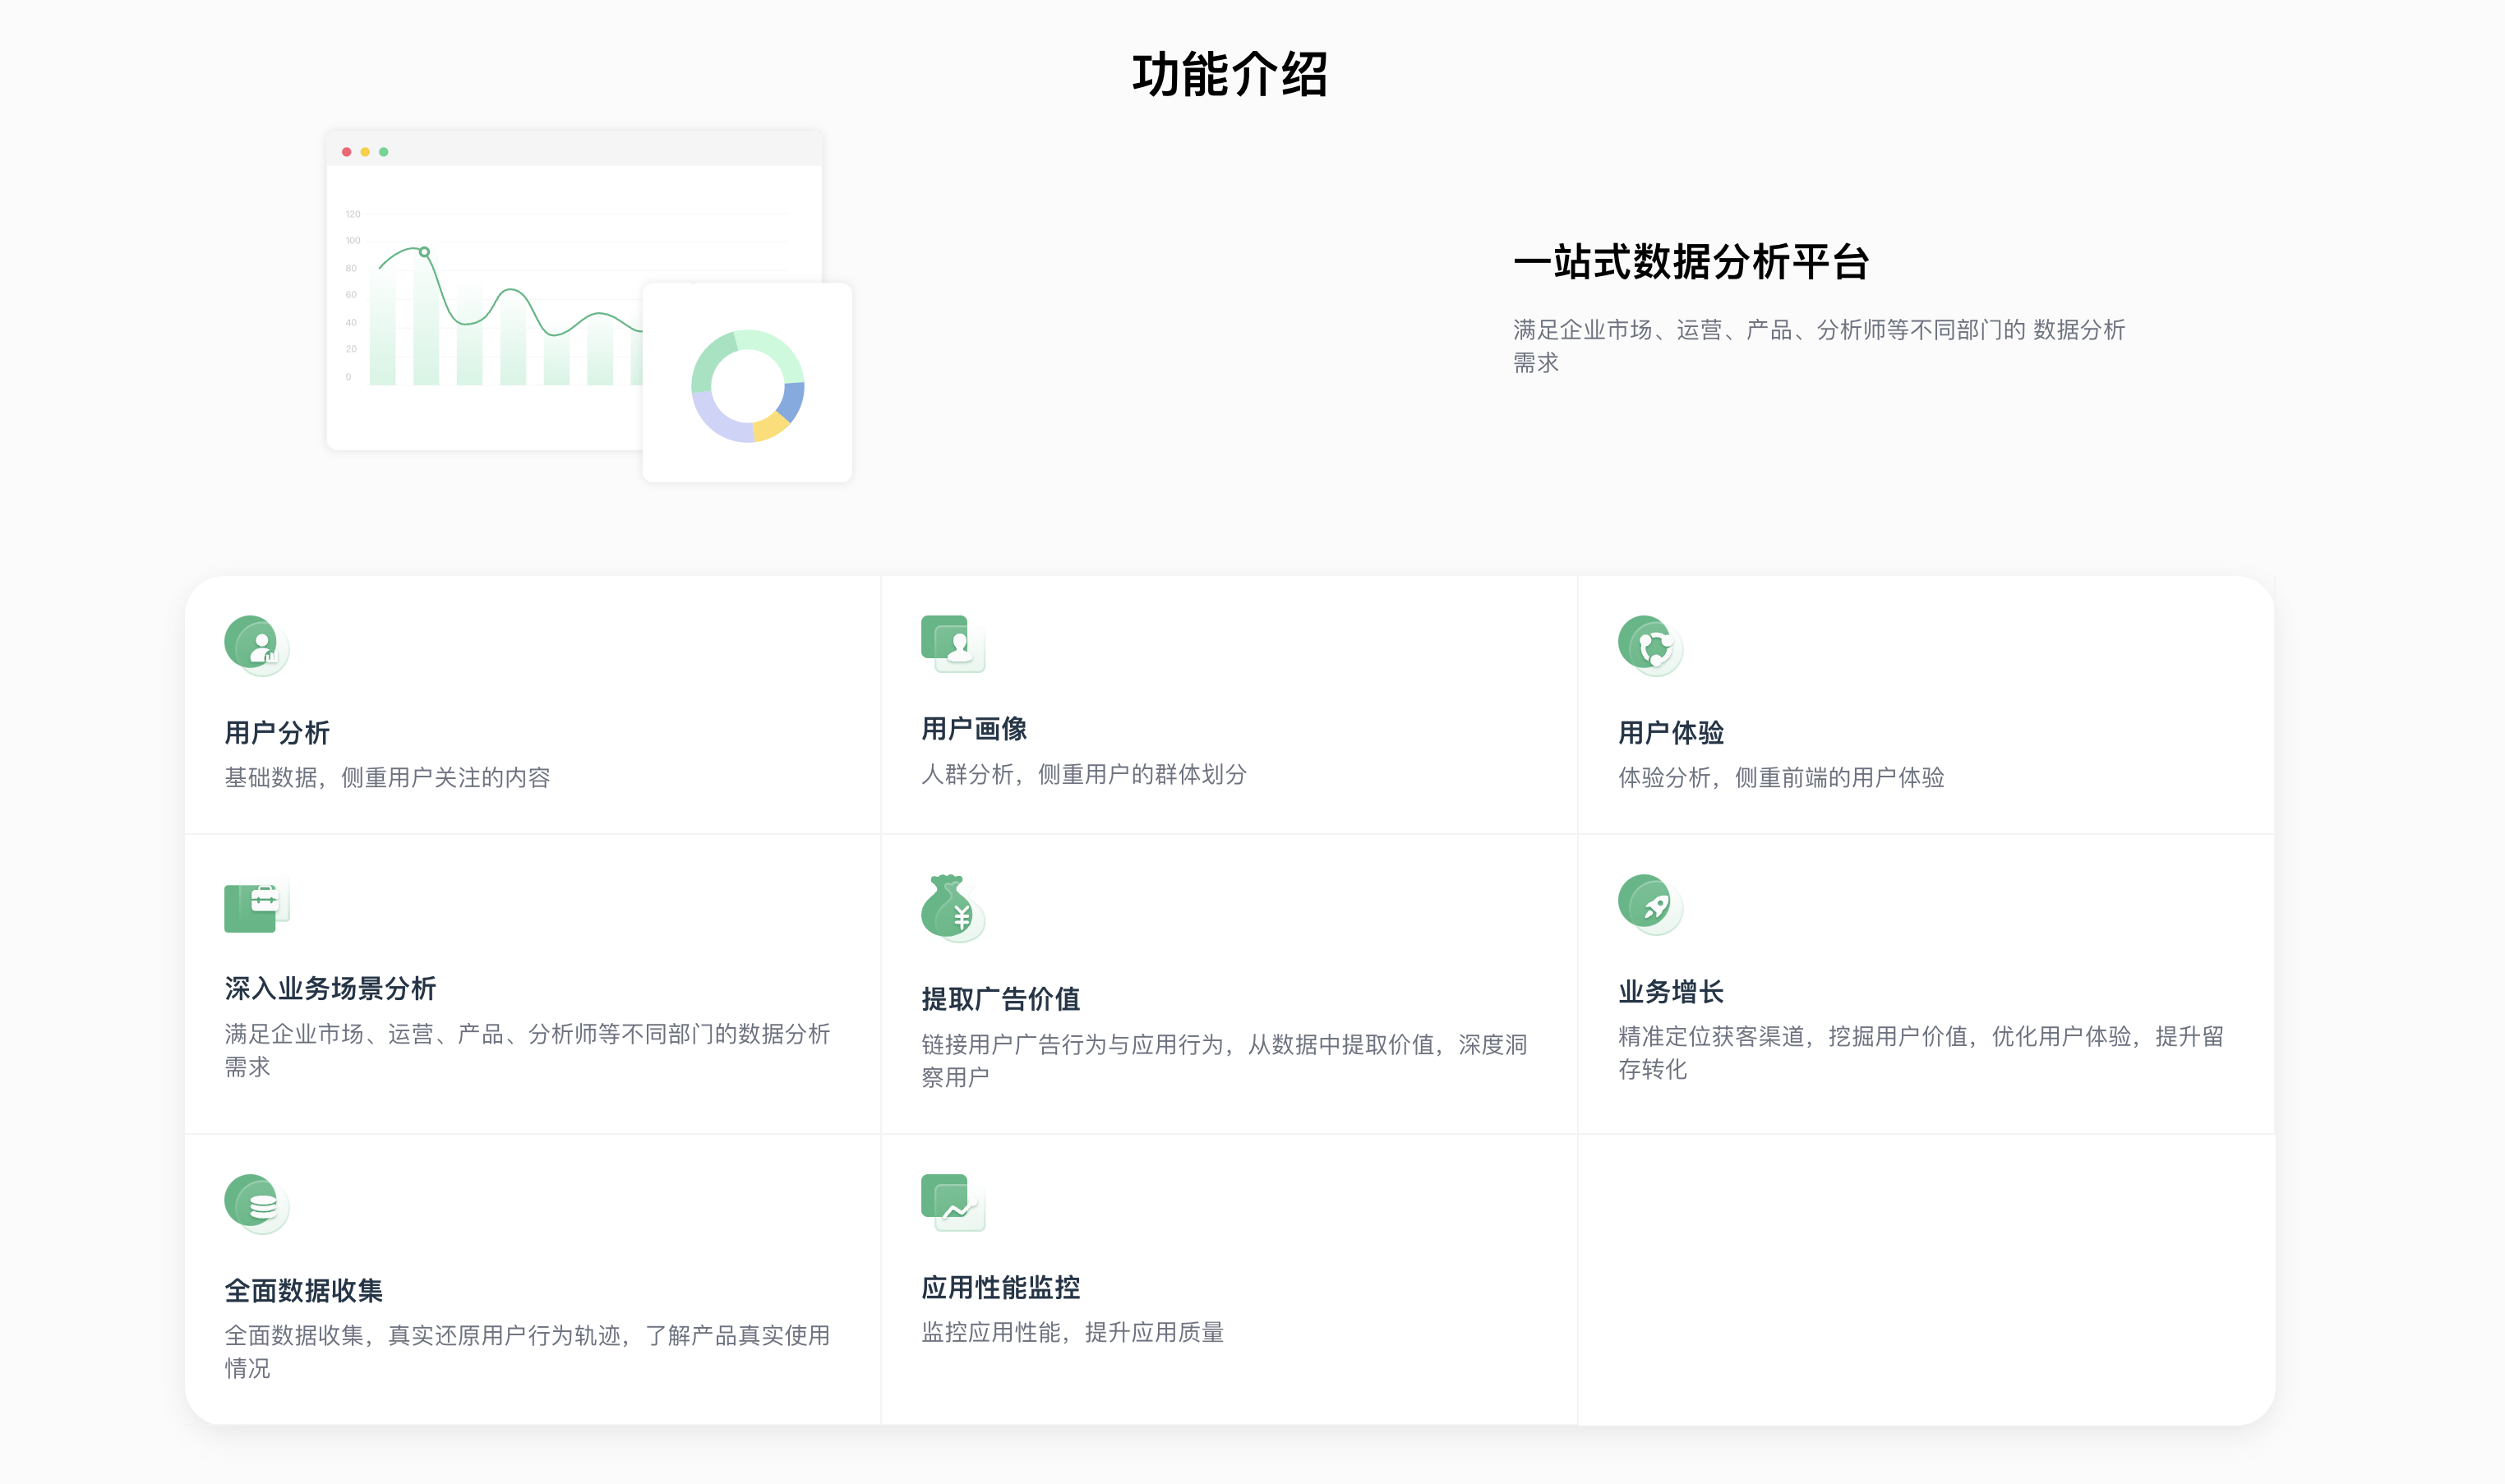 功能介绍
120
100
80
60
40
20
0
一站式数据分析平台
满足企业市场、运营、产品、分析师等不同部门的 数据分析
需求
用户分析
基础数据，侧重用户关注的内容
用户画像
人群分析，侧重用户的群体划分
用户体验
体验分析，侧重前端的用户体验
深入业务场景分析
满足企业市场、运营、产品、分析师等不同部门的数据分析
需求
¥
提取广告价值
链接用户广告行为与应用行为，从数据中提取价值，深度洞
察用户
业务增长
精准定位获客渠道，挖掘用户价值，优化用户体验，提升留
存转化
全面数据收集
全面数据收集，真实还原用户行为轨迹，了解产品真实使用
情况
应用性能监控
监控应用性能，提升应用质量